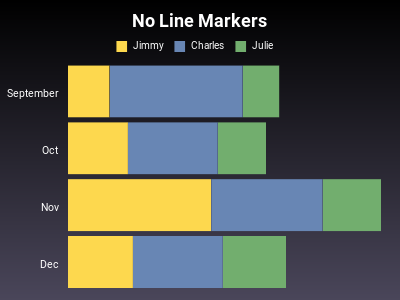 No Line Markers
Jimmy Charles Julie
September
Oct
Nov
Dec